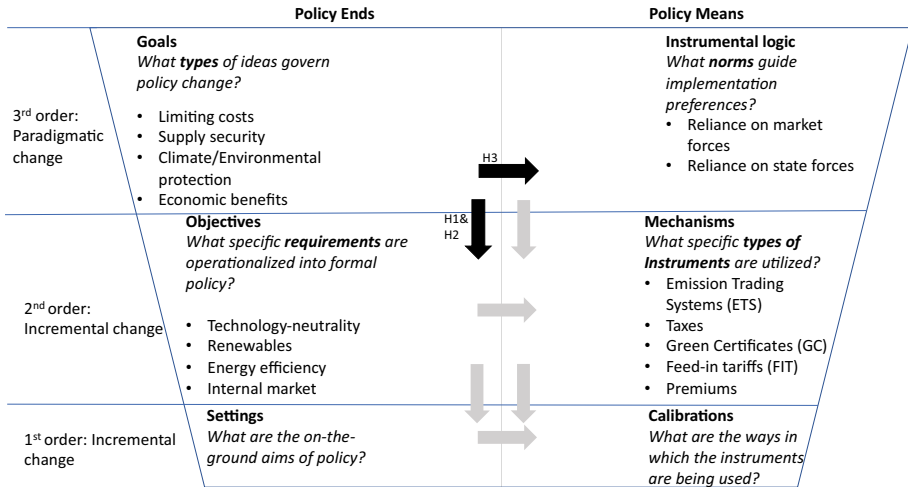 Policy Ends
Policy Means
3rd order:
Paradigmatic
change
Goals
What types of ideas govern
policy change?
• Limiting costs
• Supply security
• Climate/Environmental
protection
• Economic benefits
Instrumental logic
What norms guide
implementation
preferences?
• Reliance on market
forces
• Reliance on state forces
H3
H1&
H2
2nd order:
Incremental change
Objectives
What specific requirements are
operationalized into formal
policy?
• Technology-neutrality
• Renewables
• Energy efficiency
• Internal market
Mechanisms
What specific types of
Instruments are utilized?
• Emission Trading
Systems (ETS)
• Taxes
• Green Certificates (GC)
• Feed-in tariffs (FIT)
• Premiums
1st order: Incremental
change
Settings
What are the on-the-
ground aims of policy?
Calibrations
What are the ways in
which the instruments
are being used?